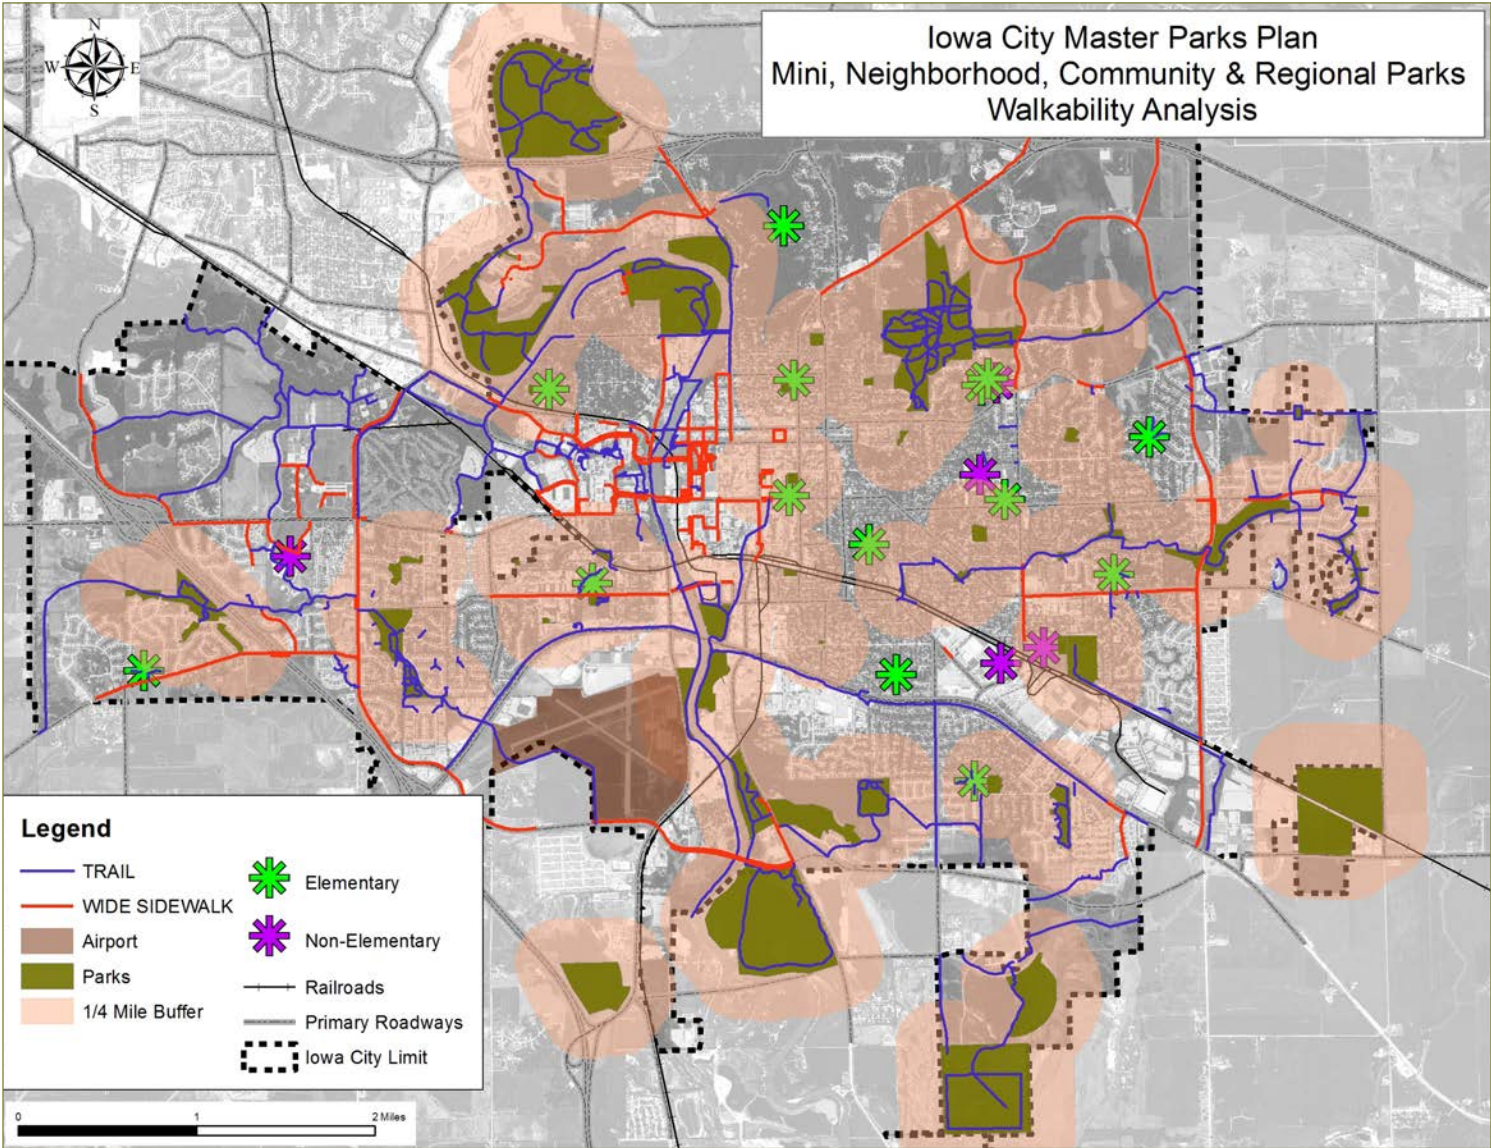 N
W E
S
Iowa City Master Parks Plan
Mini, Neighborhood, Community & Regional Parks
Walkability Analysis
Legend
TRAIL
WIDE SIDEWALK
Airport
Parks
1/4 Mile Buffer
Elementary
Non-Elementary
Railroads
Primary Roadways
Iowa City Limit
0 1 2 Miles